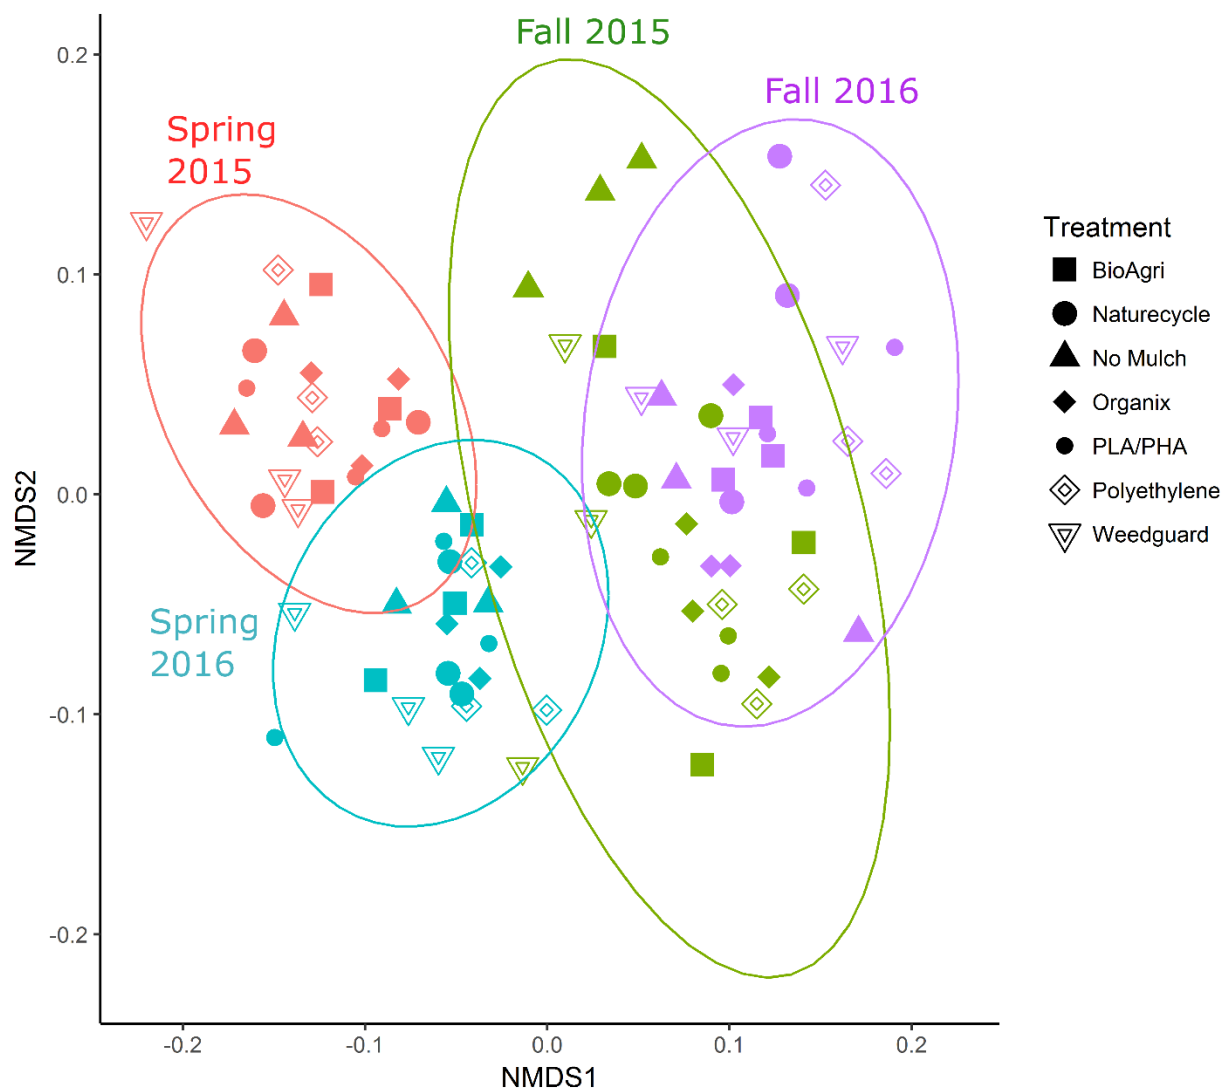 Fall 2015
Fall 2016
Spring
2015
Spring
2016
0.2
0.1
0.0
-0.1
-0.2
NMDS2
-0.2
-0.1
0.0
0.1
0.2
NMDS1
Treatment
BioAgri
Naturecycle
No Mulch
Organix
PLA/PHA
Polyethylene
Weedguard